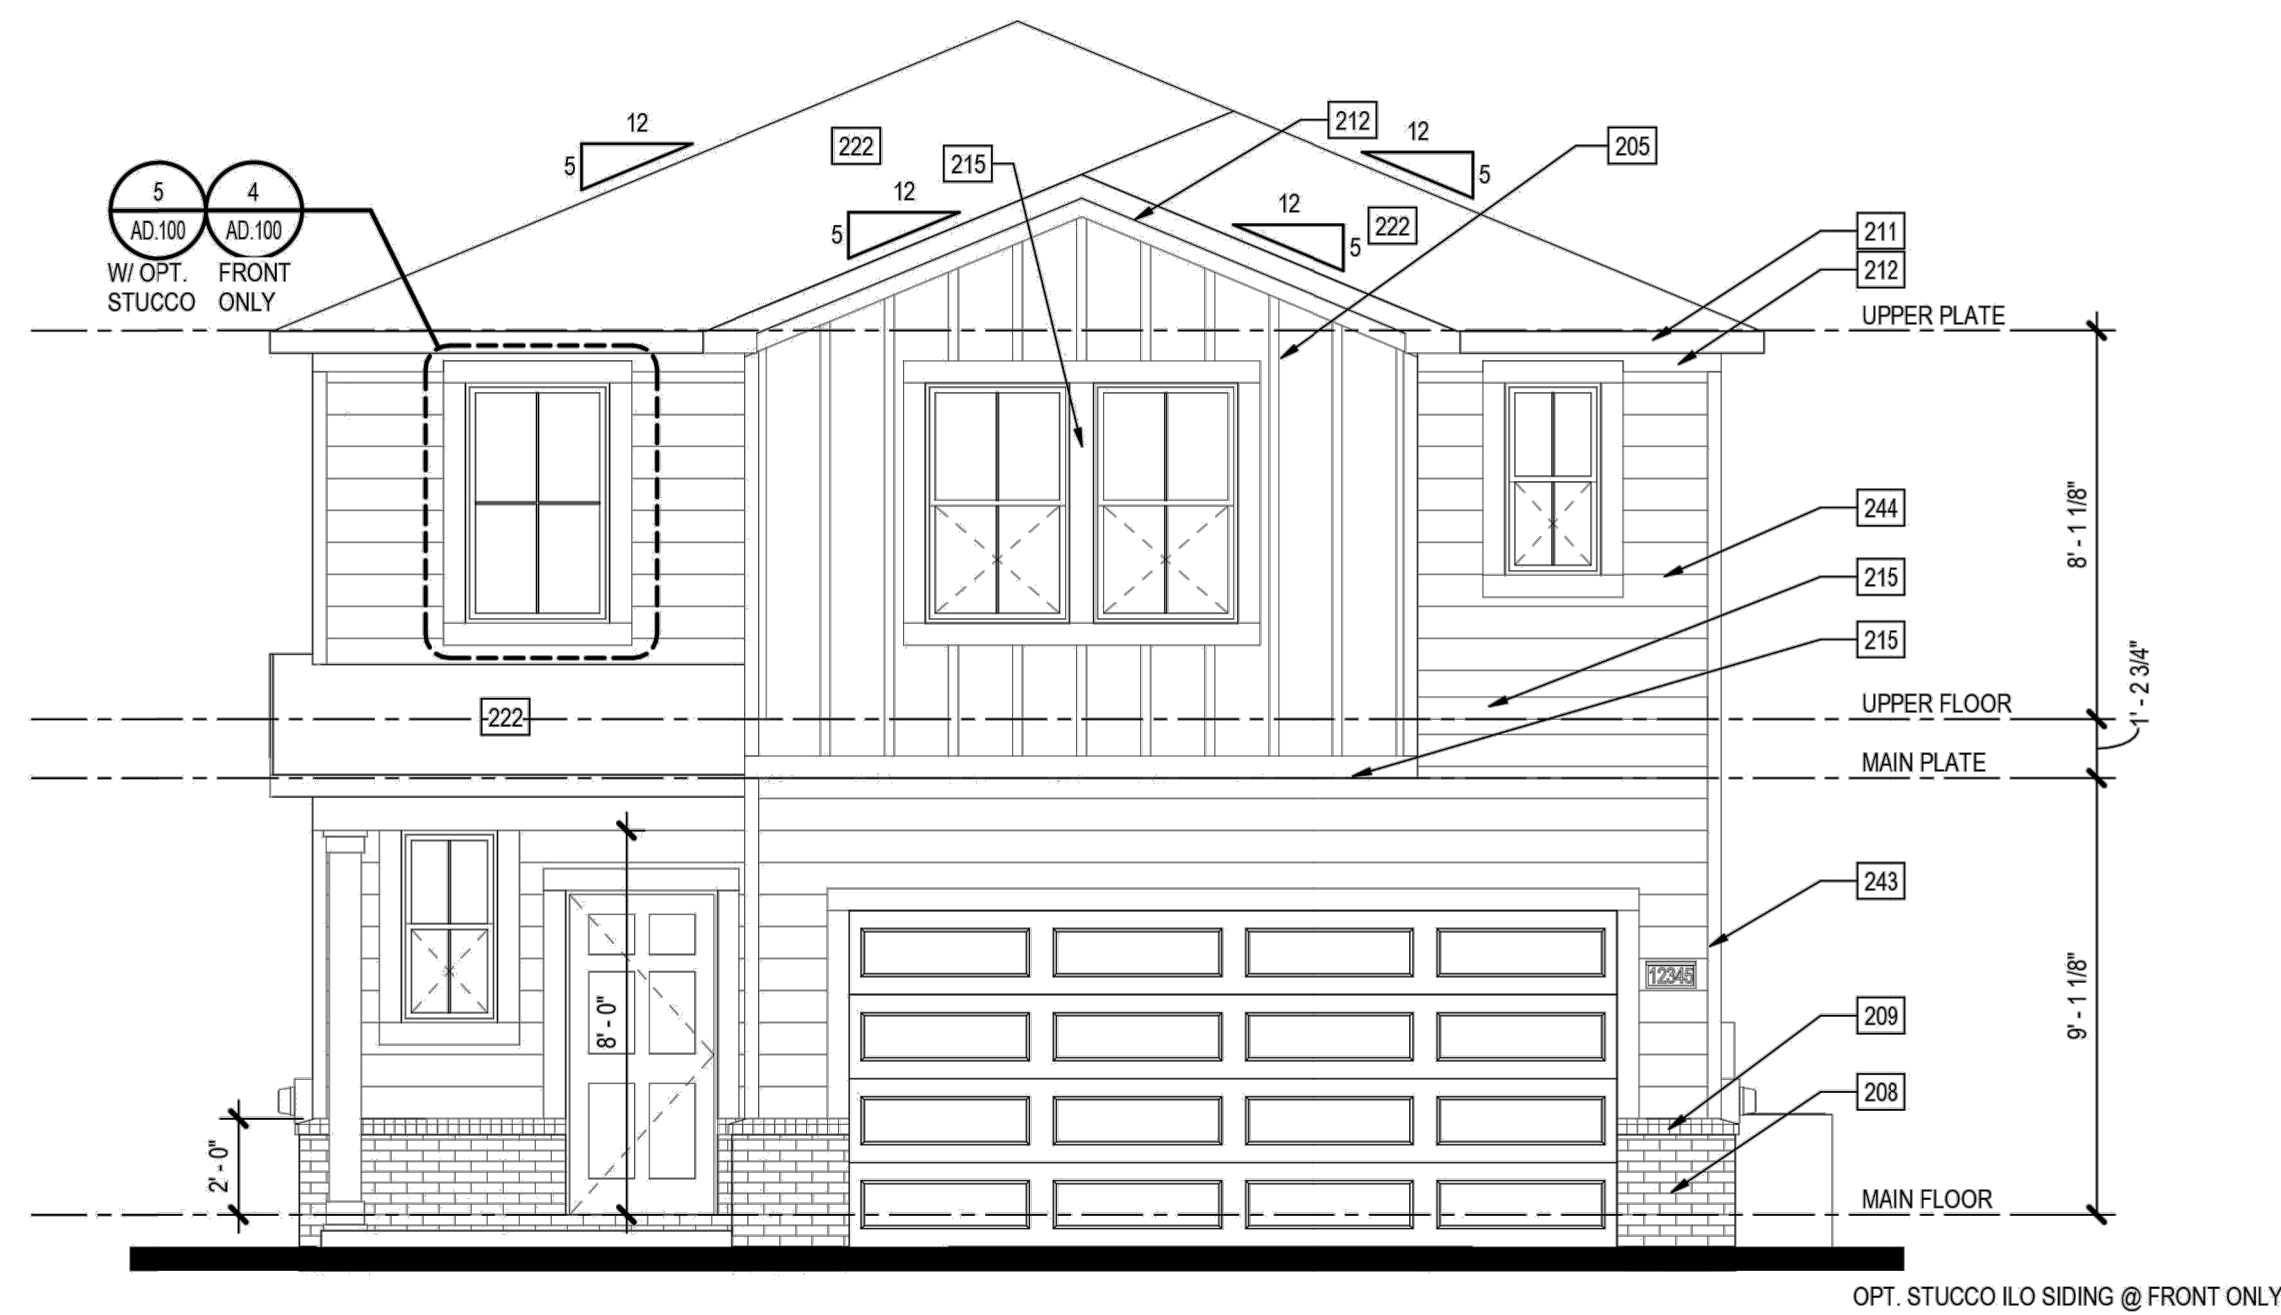 12
5
222
212
12
5
205
215
5
AD.100
4
AD.100
W/ OPT.
STUCCO
FRONT
ONLY
12
5
12
5
222
211
212
UPPER PLATE
8' - 1 1/8"
244
215
215
1' - 2 3/4"
222
UPPER FLOOR
MAIN PLATE
243
12345
8' - 0"
9' - 1 1/8"
209
208
2' - 0"
MAIN FLOOR
OPT. STUCCO ILO SIDING @ FRONT ONLY